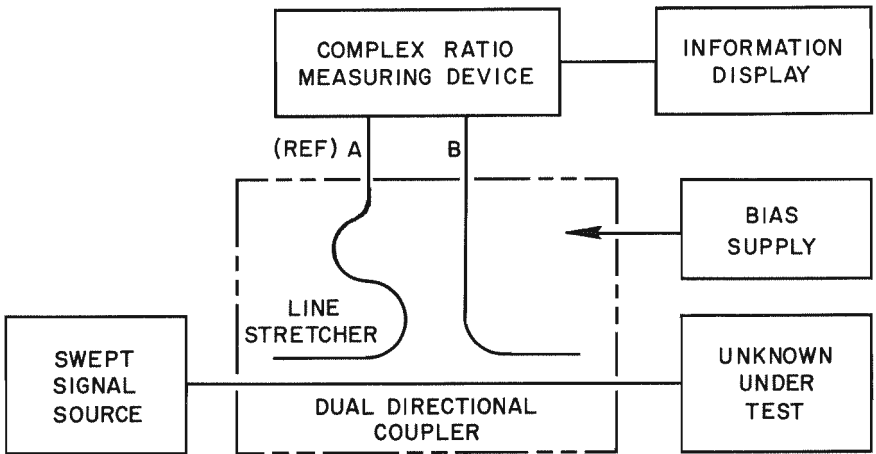 COMPLEX RATIO
MEASURING DEVICE
INFORMATION
DISPLAY
(REF) A
B
BIAS
SUPPLY
LINE
STRETCHER
SWEPT
SIGNAL
SOURCE
DUAL DIRECTIONAL
COUPLER
UNKNOWN
UNDER
TEST